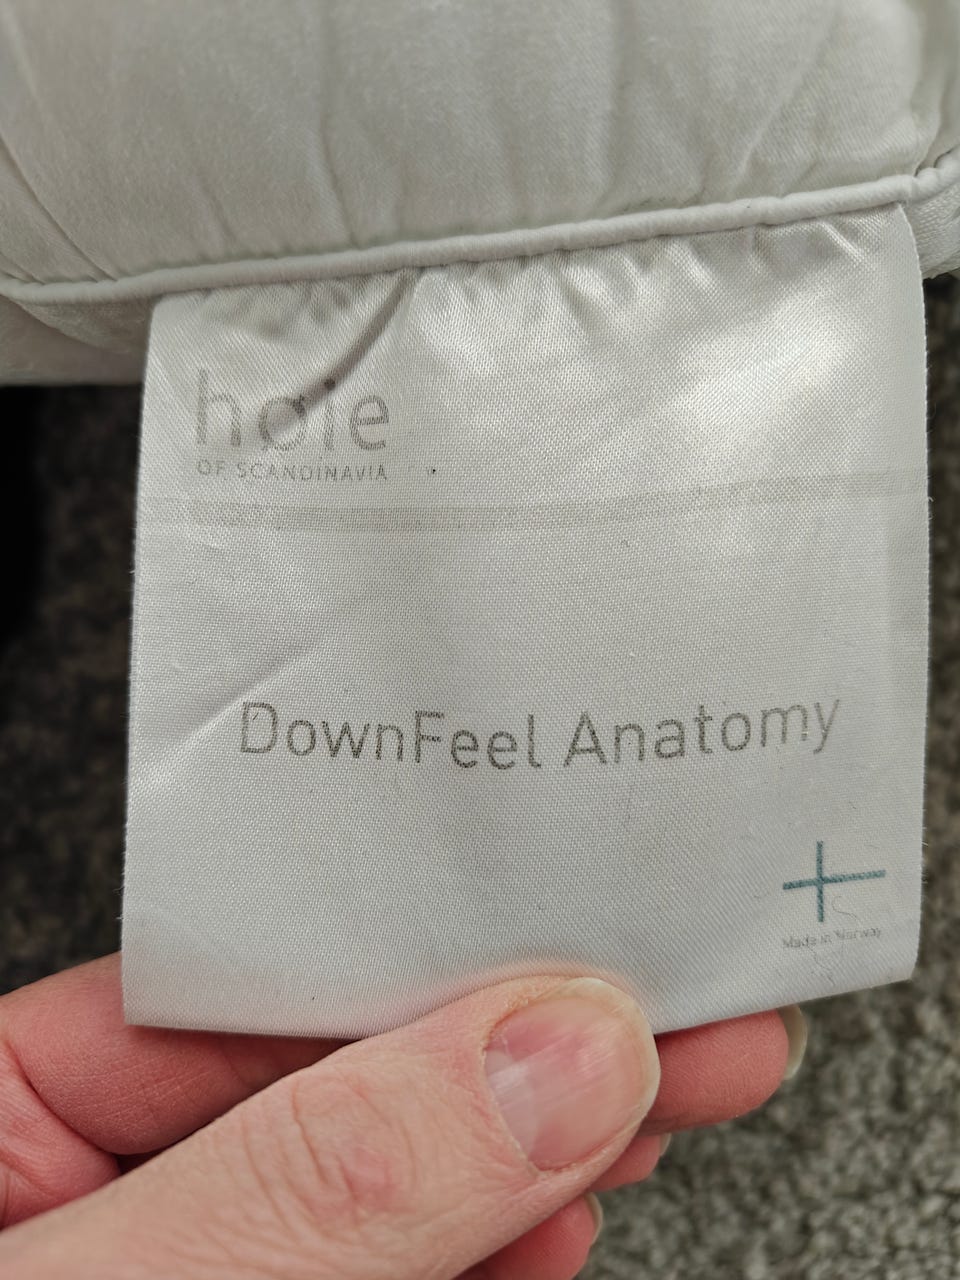 høie
OF SCANDINAVIA
DownFeel Anatomy
Made in Norway